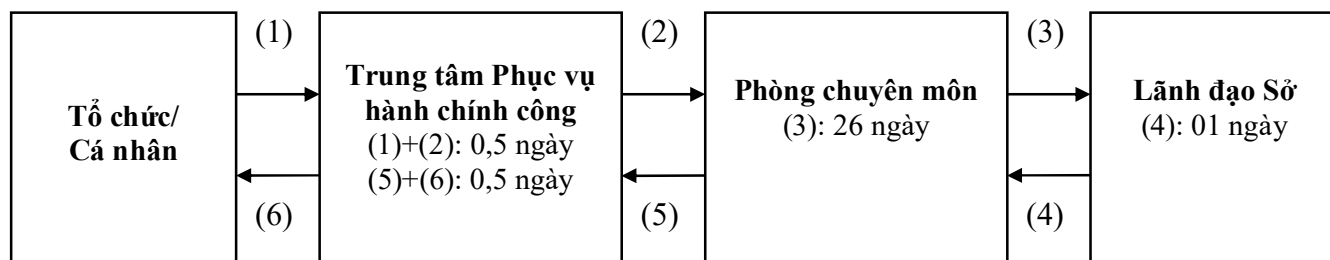 (1)
(2)
(3)
Tổ chức/
Cá nhân
Trung tâm Phục vụ
hành chính công
(1)+(2): 0,5 ngày
(5)+(6): 0,5 ngày
Phòng chuyên môn
(3): 26 ngày
Lãnh đạo Sở
(4): 01 ngày
(6)
(5)
(4)